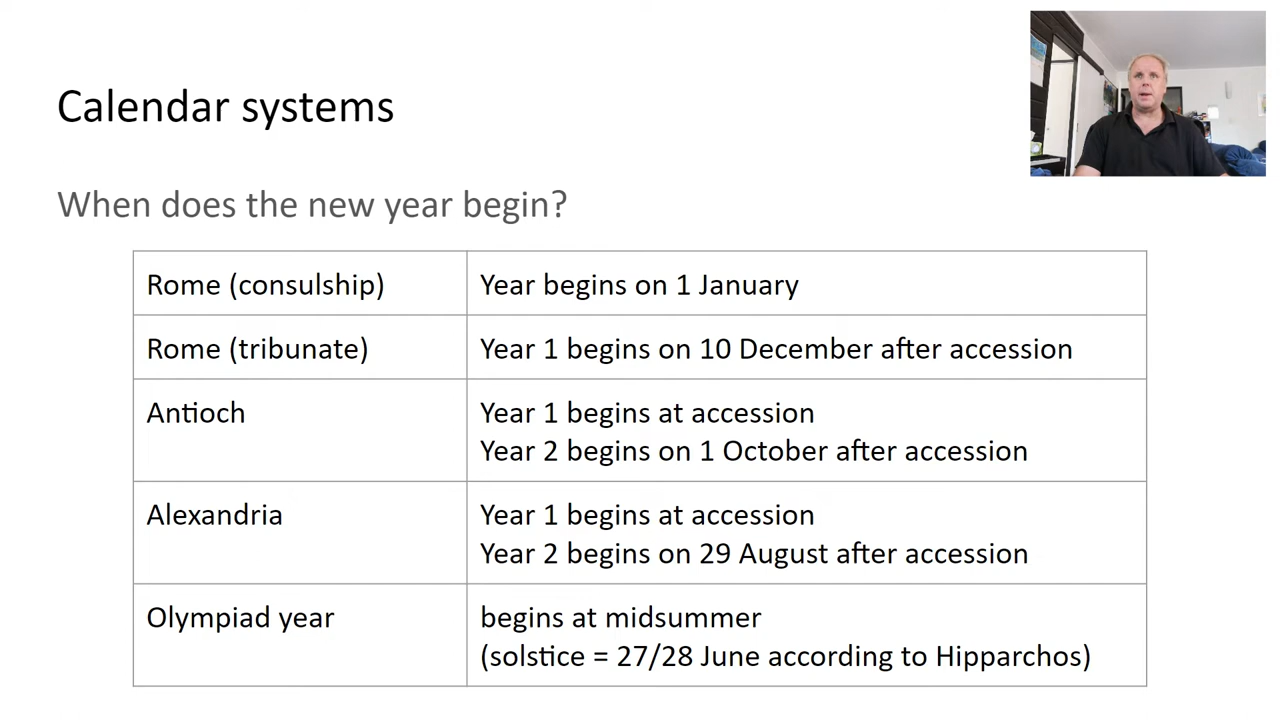 Calendar systems
When does the new year begin?
Rome (consulship)
Year begins on 1 January
Rome (tribunate)
Year 1 begins on 10 December after accession
Antioch
Year 1 begins at accession
Year 2 begins on 1 October after accession
Alexandria
Year 1 begins at accession
Year 2 begins on 29 August after accession
Olympiad year
begins at midsummer
(solstice = 27/28 June according to Hipparchos)